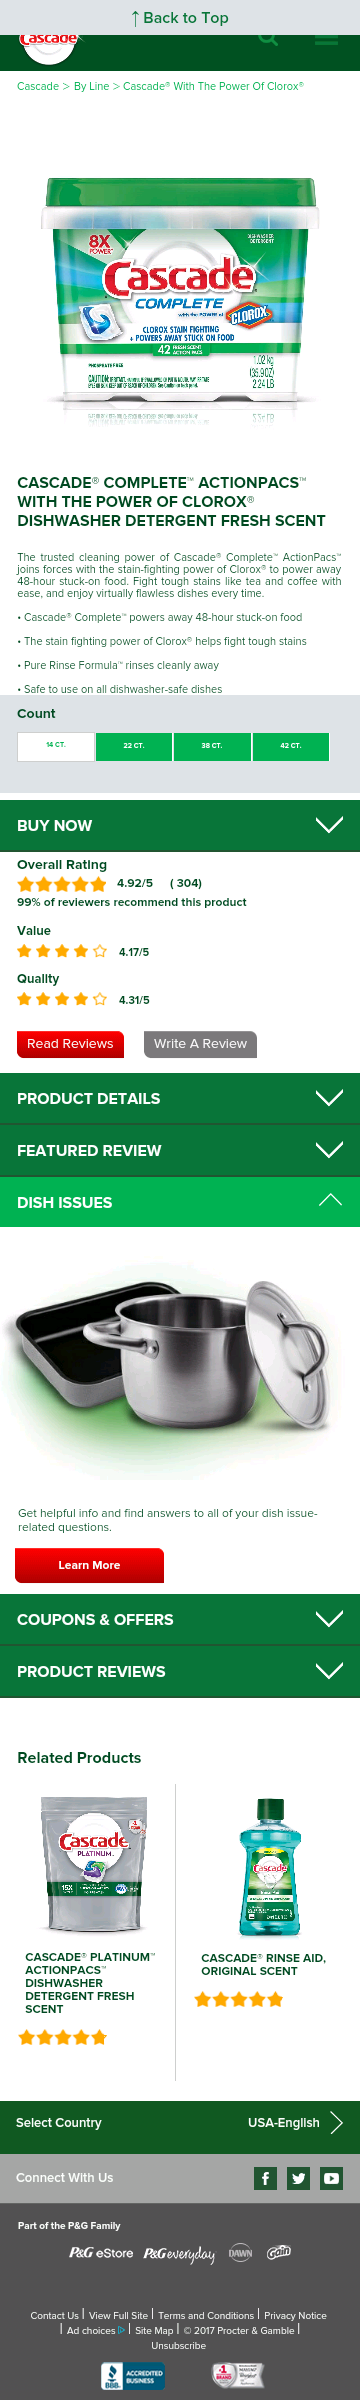 ↑ Back to Top
Cascade
Cascade > By Line > Cascade® With The Power Of Clorox®
DISHWASHER DETERGENT
8X POWER
Cascade
COMPLETE
with the POWER of CLOROX
CLOROX STAIN FIGHTING
+ POWERS AWAY STUCK ON FOOD
42 FRESH SCENT ACTION PACS
PHOSPHATE FREE
1.02 kg
(35.9 OZ)
2.24 LB
CASCADE® COMPLETE™ ACTIONPACS™
WITH THE POWER OF CLOROX®
DISHWASHER DETERGENT FRESH SCENT
The trusted cleaning power of Cascade® Complete™ ActionPacs™
joins forces with the stain-fighting power of Clorox® to power away
48-hour stuck-on food. Fight tough stains like tea and coffee with
ease, and enjoy virtually flawless dishes every time.
• Cascade® Complete™ powers away 48-hour stuck-on food
• The stain fighting power of Clorox® helps fight tough stains
• Pure Rinse Formula™ rinses cleanly away
• Safe to use on all dishwasher-safe dishes
Count
14 CT. 22 CT. 38 CT. 42 CT.
BUY NOW
Overall Rating
4.92/5 ( 304)
99% of reviewers recommend this product
Value
4.17/5
Quality
4.31/5
Read Reviews Write A Review
PRODUCT DETAILS
FEATURED REVIEW
DISH ISSUES
Get helpful info and find answers to all of your dish issue-
related questions.
Learn More
COUPONS & OFFERS
PRODUCT REVIEWS
Related Products
Cascade
PLATINUM
15X
CASCADE® PLATINUM™
ACTIONPACS™
DISHWASHER
DETERGENT FRESH
SCENT
Cascade
CASCADE® RINSE AID,
ORIGINAL SCENT
Select Country USA-English
Connect With Us
Part of the P&G Family
P&G eStore P&G everyday DAWN Gain
Contact Us | View Full Site | Terms and Conditions | Privacy Notice
| Ad choices | Site Map | © 2017 Procter & Gamble |
Unsubscribe
BBB ACCREDITED BUSINESS
#1 BRAND